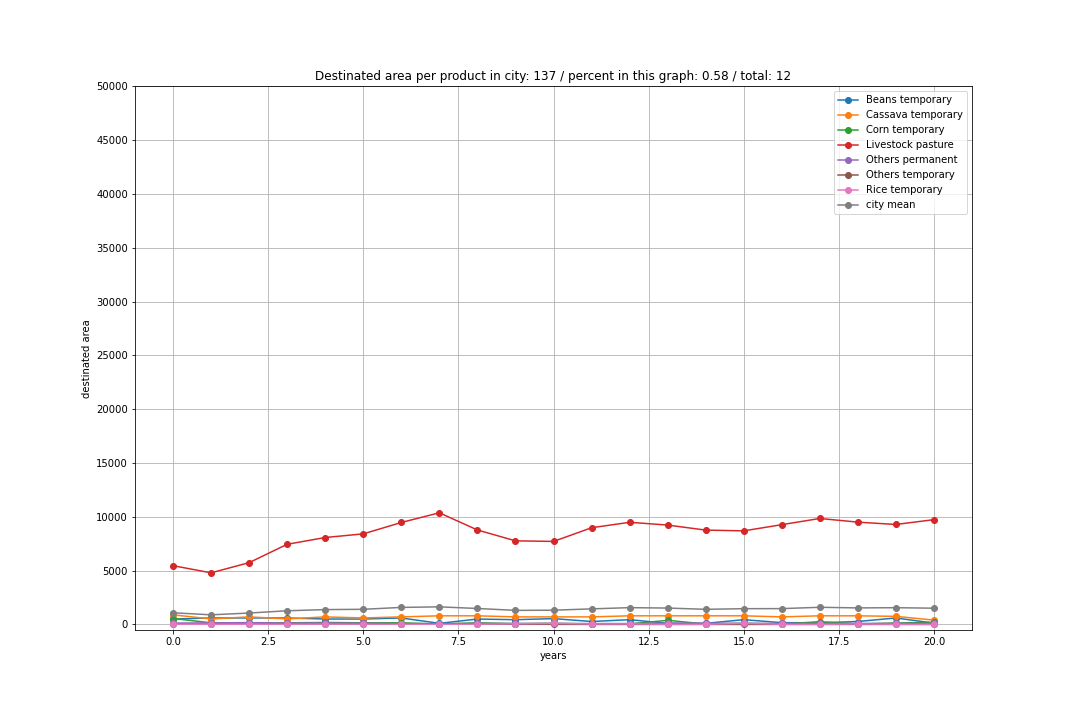 Destinated area per product in city: 137 / percent in this graph: 0.58 / total: 12
50000
45000
40000
35000
30000
25000
20000
15000
10000
5000
0
destinated area
Beans temporary
Cassava temporary
Corn temporary
Livestock pasture
Others permanent
Others temporary
Rice temporary
city mean
0.0 2.5 5.0 7.5 10.0 12.5 15.0 17.5 20.0
years